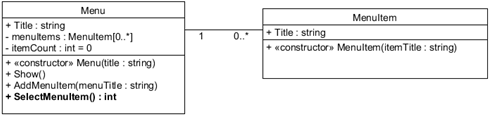 Menu
+ Title : string
- menuItems : MenuItem[0..*]
- itemCount : int = 0
+ «constructor» Menu(title : string)
+ Show()
+ AddMenuItem(menuTitle : string)
+ SelectMenuItem() : int
1
0..*
MenuItem
+ Title : string
+ «constructor» MenuItem(itemTitle : string)